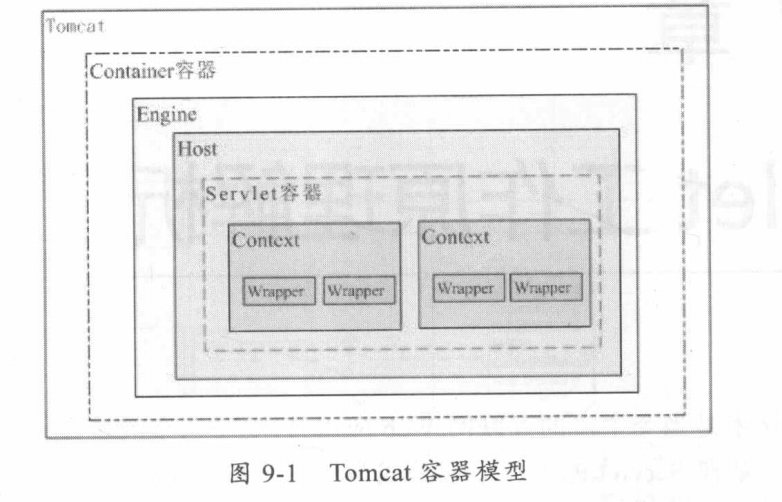 Tomcat
Container容器
Engine
Host
Servlet容器
Context
Context
Wrapper
Wrapper
Wrapper
Wrapper
图 9-1 Tomcat 容器模型